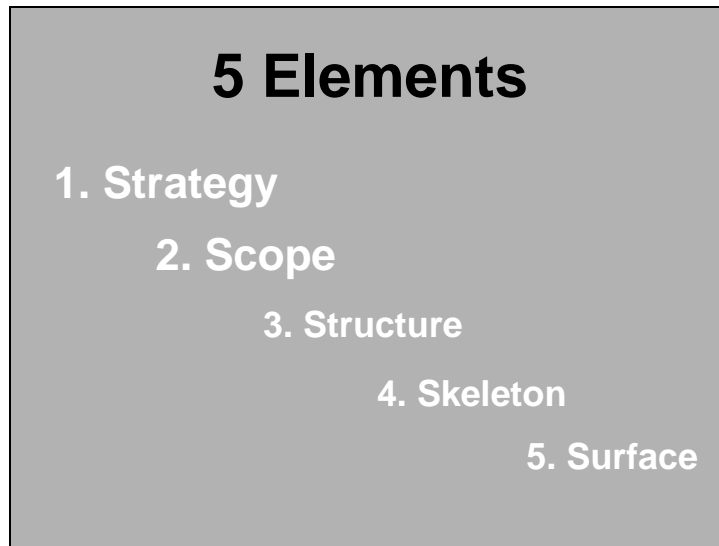 5 Elements
1. Strategy
2. Scope
3. Structure
4. Skeleton
5. Surface